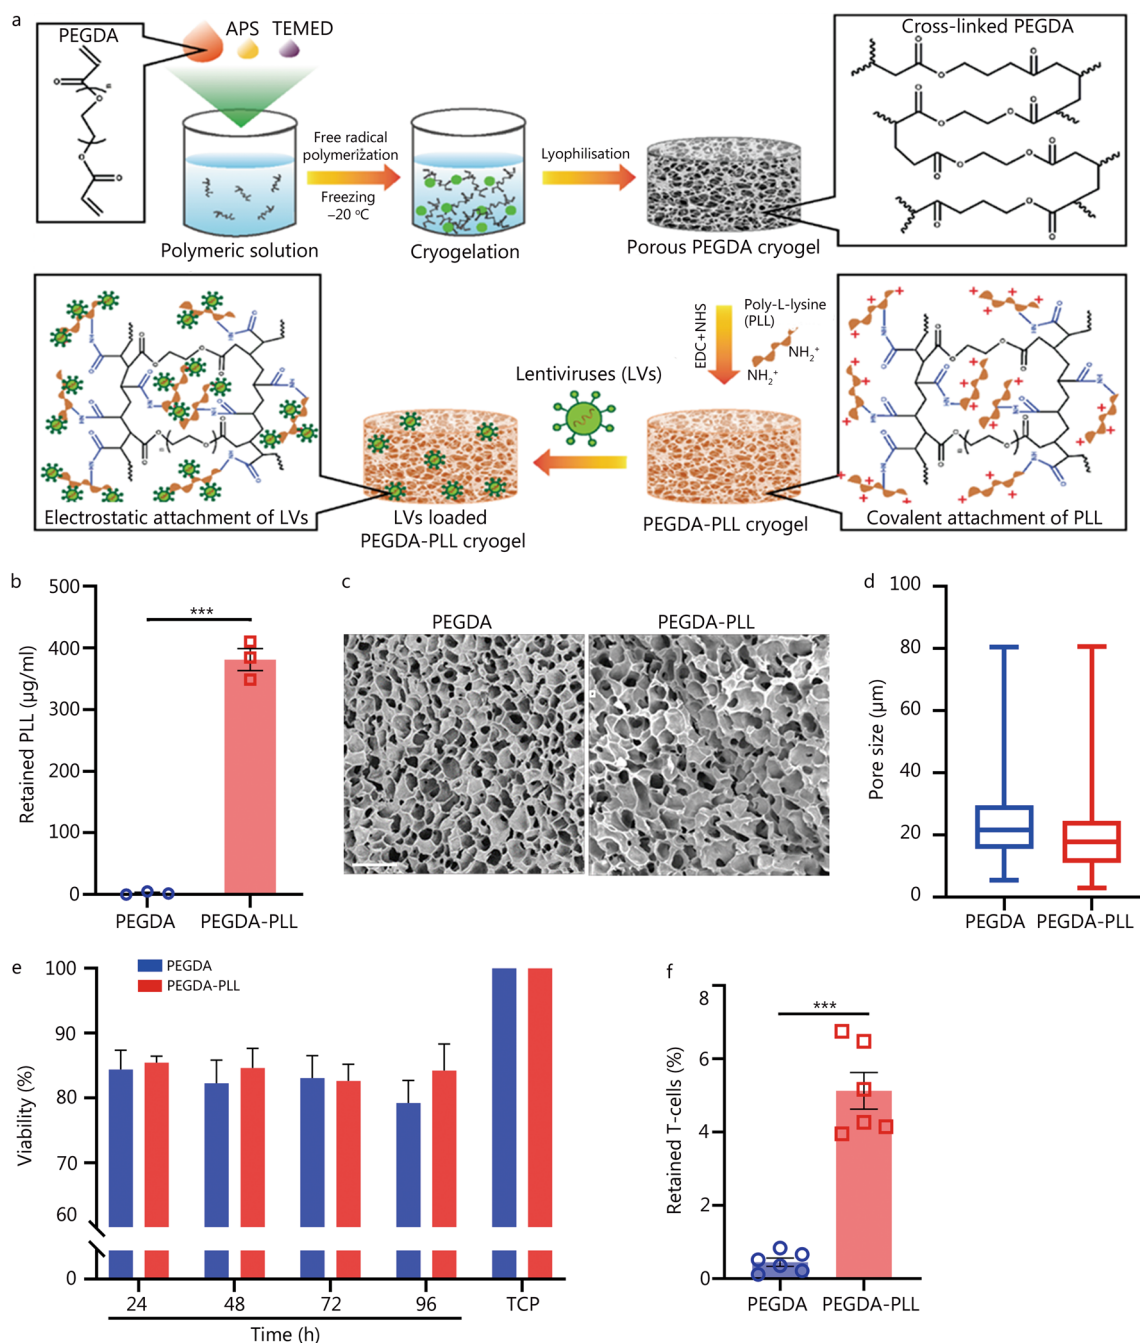 a
PEGDA
APS
TEMED
Cross-linked PEGDA
Free radical
polymerization
Freezing
–20 °C
Lyophilisation
Polymeric solution
Cryogelation
Porous PEGDA cryogel
EDC+NHS
Poly-L-lysine
(PLL)
NH2+
NH2+
Lentiviruses (LVs)
Electrostatic attachment of LVs
LVs loaded
PEGDA-PLL cryogel
PEGDA-PLL cryogel
Covalent attachment of PLL
b
500
400
300
200
100
0
Retained PLL (µg/ml)
***
PEGDA
PEGDA-PLL
c
PEGDA
PEGDA-PLL
d
100
80
60
40
20
0
Pore size (µm)
PEGDA
PEGDA-PLL
e
PEGDA
PEGDA-PLL
100
90
80
70
60
0
Viability (%)
24
48
72
96
TCP
Time (h)
f
8
6
4
2
0
Retained T-cells (%)
***
PEGDA
PEGDA-PLL